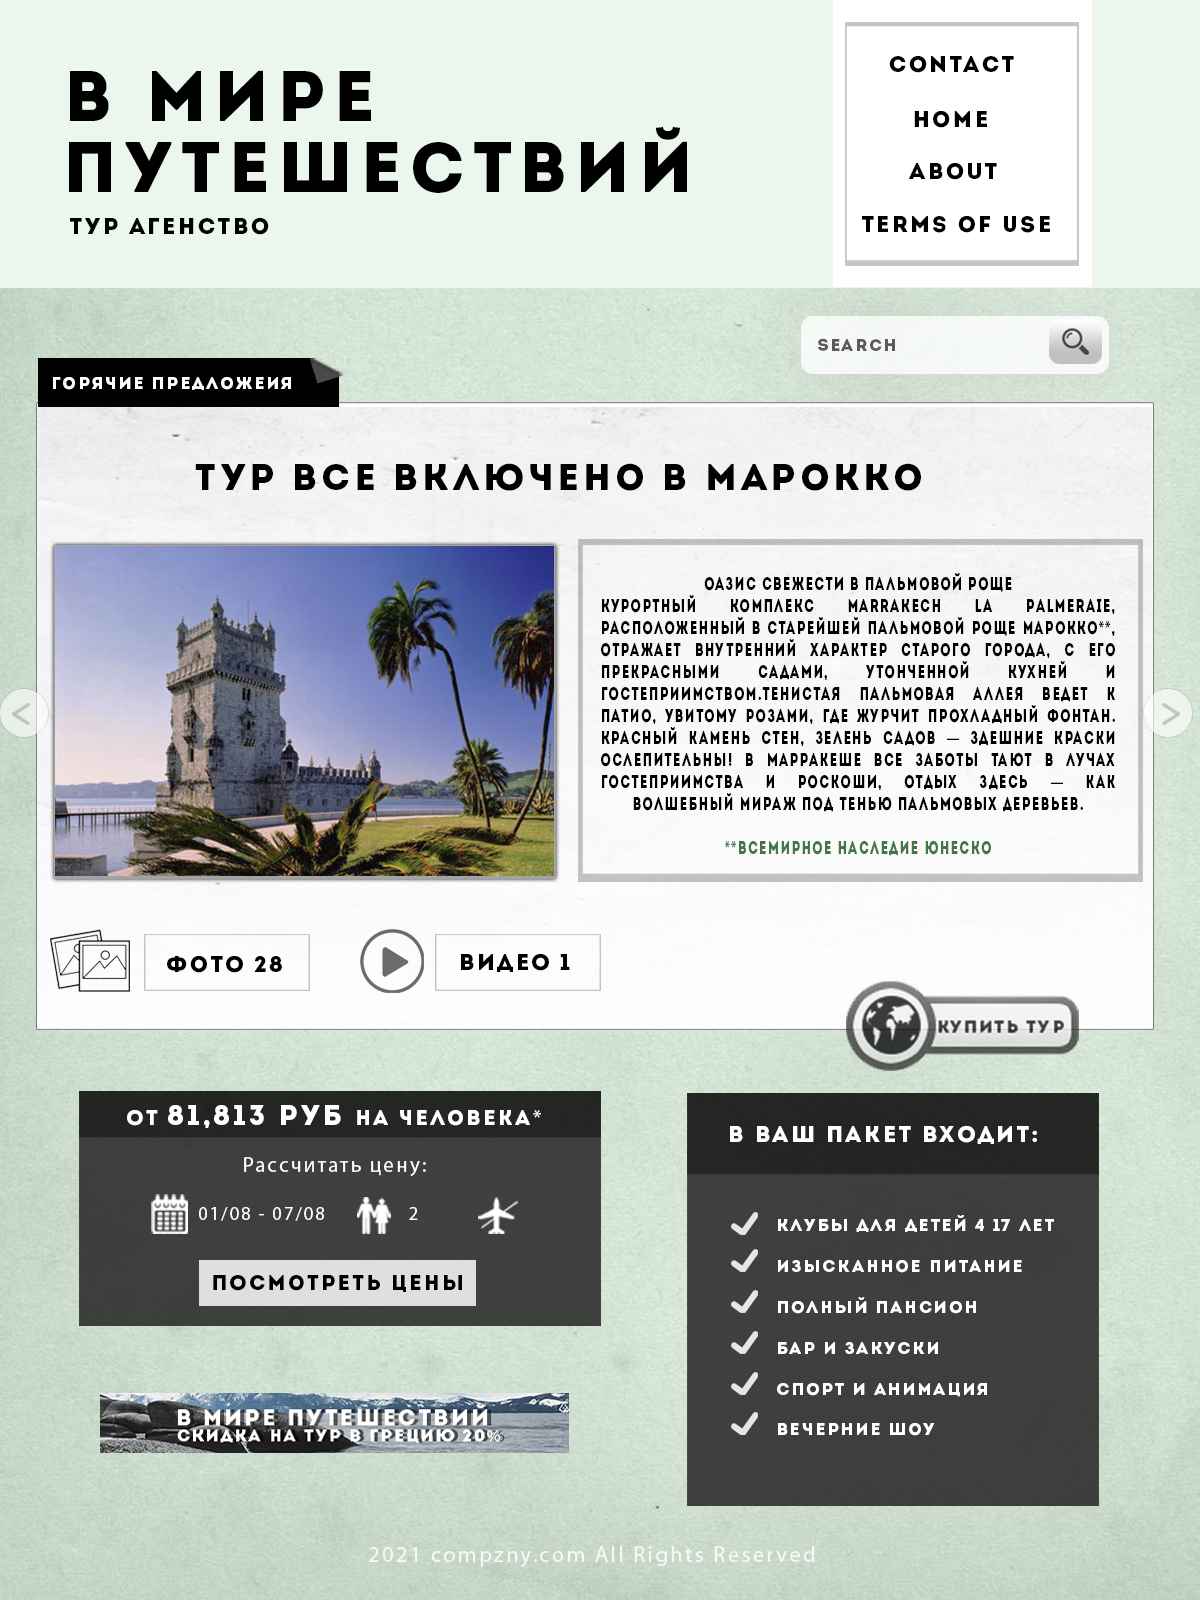 В МИРЕ
ПУТЕШЕСТВИЙ
ТУР АГЕНСТВО
CONTACT
HOME
ABOUT
TERMS OF USE
SEARCH
ГОРЯЧИЕ ПРЕДЛОЖЕИЯ
ТУР ВСЕ ВКЛЮЧЕНО В МАРОККО
ОАЗИС СВЕЖЕСТИ В ПАЛЬМОВОЙ РОЩЕ
КУРОРТНЫЙ КОМПЛЕКС MARRAKECH LA PALMERAIE,
РАСПОЛОЖЕННЫЙ В СТАРЕЙШЕЙ ПАЛЬМОВОЙ РОЩЕ МАРОККО**,
ОТРАЖАЕТ ВНУТРЕННИЙ ХАРАКТЕР СТАРОГО ГОРОДА, С ЕГО
ПРЕКРАСНЫМИ САДАМИ, УТОНЧЕННОЙ КУХНЕЙ И
ГОСТЕПРИИМСТВОМ.ТЕНИСТАЯ ПАЛЬМОВАЯ АЛЛЕЯ ВЕДЕТ К
ПАТИО, УВИТОМУ РОЗАМИ, ГДЕ ЖУРЧИТ ПРОХЛАДНЫЙ ФОНТАН.
КРАСНЫЙ КАМЕНЬ СТЕН, ЗЕЛЕНЬ САДОВ — ЗДЕШНИЕ КРАСКИ
ОСЛЕПИТЕЛЬНЫ! В МАРРАКЕШЕ ВСЕ ЗАБОТЫ ТАЮТ В ЛУЧАХ
ГОСТЕПРИИМСТВА И РОСКОШИ, ОТДЫХ ЗДЕСЬ — КАК
ВОЛШЕБНЫЙ МИРАЖ ПОД ТЕНЬЮ ПАЛЬМОВЫХ ДЕРЕВЬЕВ.
**ВСЕМИРНОЕ НАСЛЕДИЕ ЮНЕСКО
<
>
ФОТО 28
ВИДЕО 1
КУПИТЬ ТУР
ОТ 81,813 РУБ НА ЧЕЛОВЕКА*
Рассчитать цену:
01/08 - 07/08
2
ПОСМОТРЕТЬ ЦЕНЫ
В ВАШ ПАКЕТ ВХОДИТ:
КЛУБЫ ДЛЯ ДЕТЕЙ 4 17 ЛЕТ
ИЗЫСКАННОЕ ПИТАНИЕ
ПОЛНЫЙ ПАНСИОН
БАР И ЗАКУСКИ
СПОРТ И АНИМАЦИЯ
ВЕЧЕРНИЕ ШОУ
В МИРЕ ПУТЕШЕСТВИЙ
СКИДКА НА ТУР В ГРЕЦИЮ 20%
2021 compzny.com All Rights Reserved